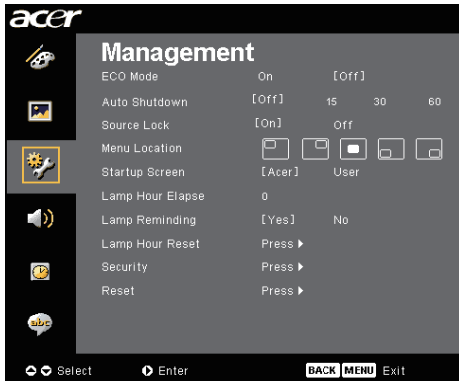 acer
Management
ECO Mode On [Off]
Auto Shutdown [Off] 15 30 60
Source Lock [On] Off
Menu Location
Startup Screen [Acer] User
Lamp Hour Elapse 0
Lamp Reminding [Yes] No
Lamp Hour Reset Press
Security Press
Reset Press
abc
Select Enter BACK MENU Exit